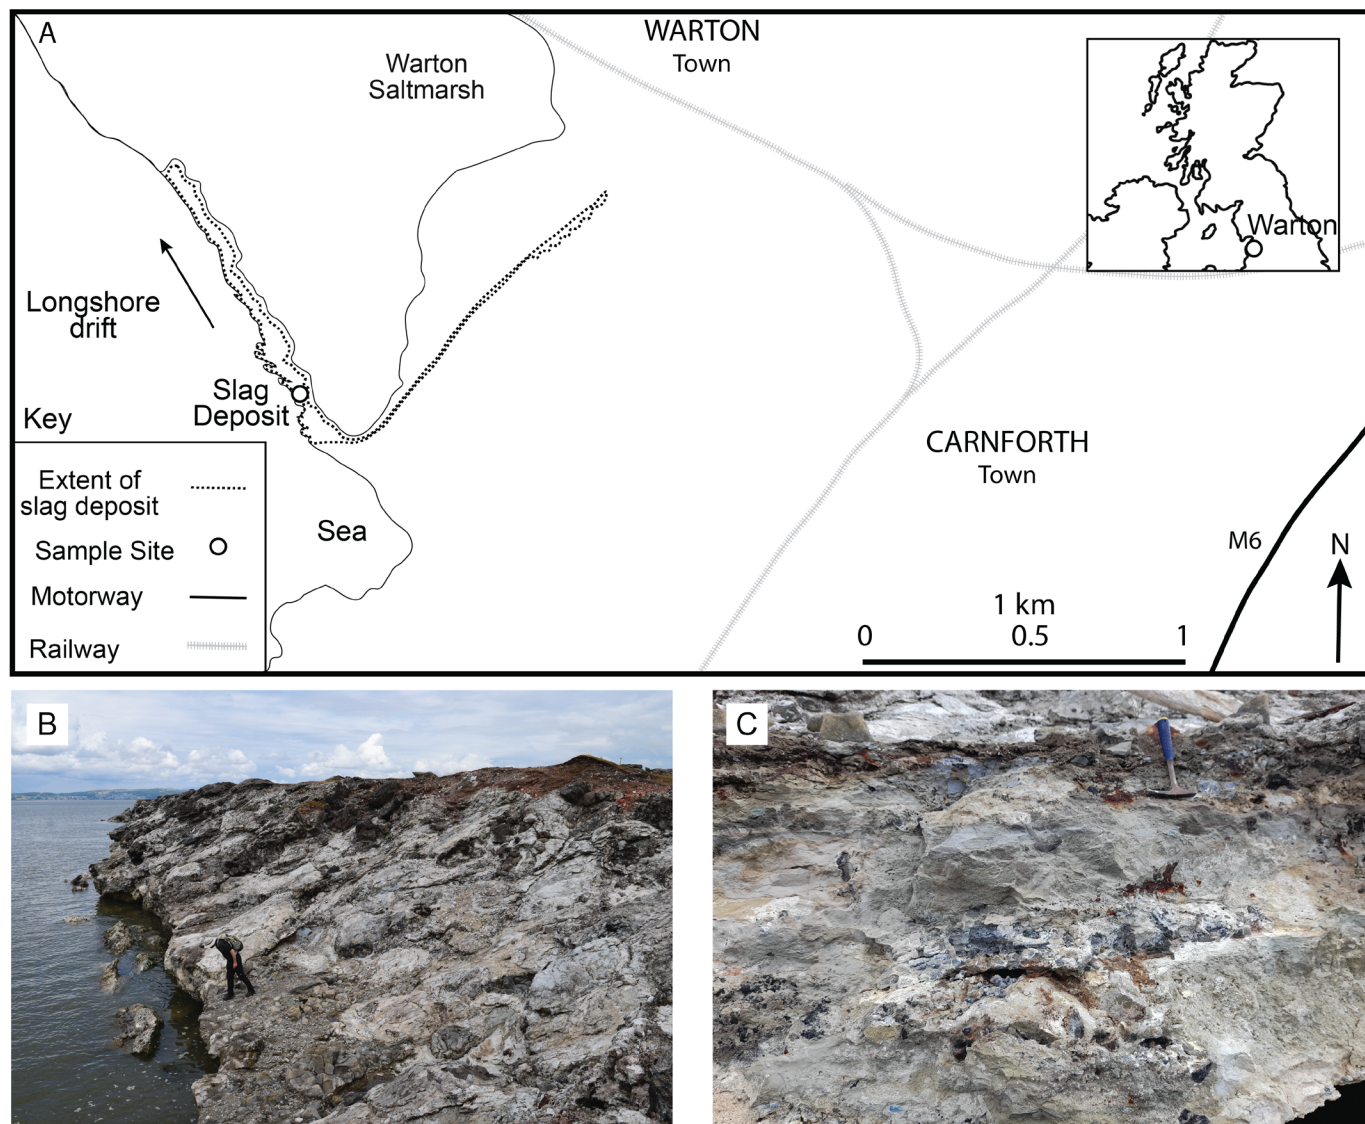 A
WARTON
Town
Warton
Saltmarsh
Warton
Longshore
drift
Slag
Deposit
Key
Extent of
slag deposit
Sample Site
Motorway
Railway
Sea
CARNFORTH
Town
M6
N
1 km
0 0.5 1
B
C